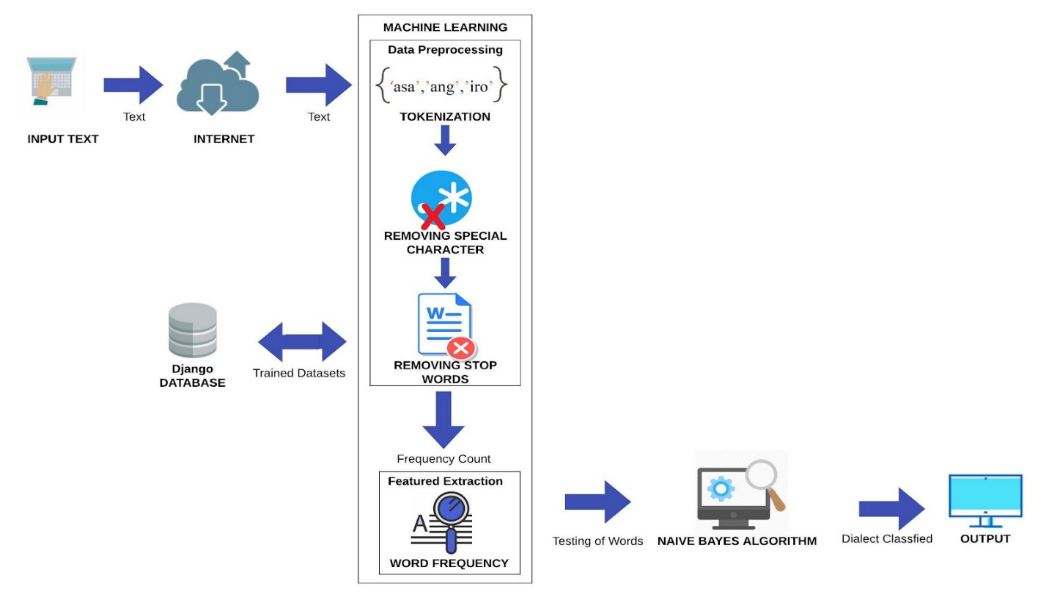 MACHINE LEARNING
Data Preprocessing
{'asa','ang','iro'}
TOKENIZATION
Text
Text
INPUT TEXT
INTERNET
REMOVING SPECIAL
CHARACTER
W
REMOVING STOP
WORDS
Django
DATABASE
Trained Datasets
Frequency Count
Featured Extraction
A
WORD FREQUENCY
Testing of Words
NAIVE BAYES ALGORITHM
Dialect Classfied
OUTPUT